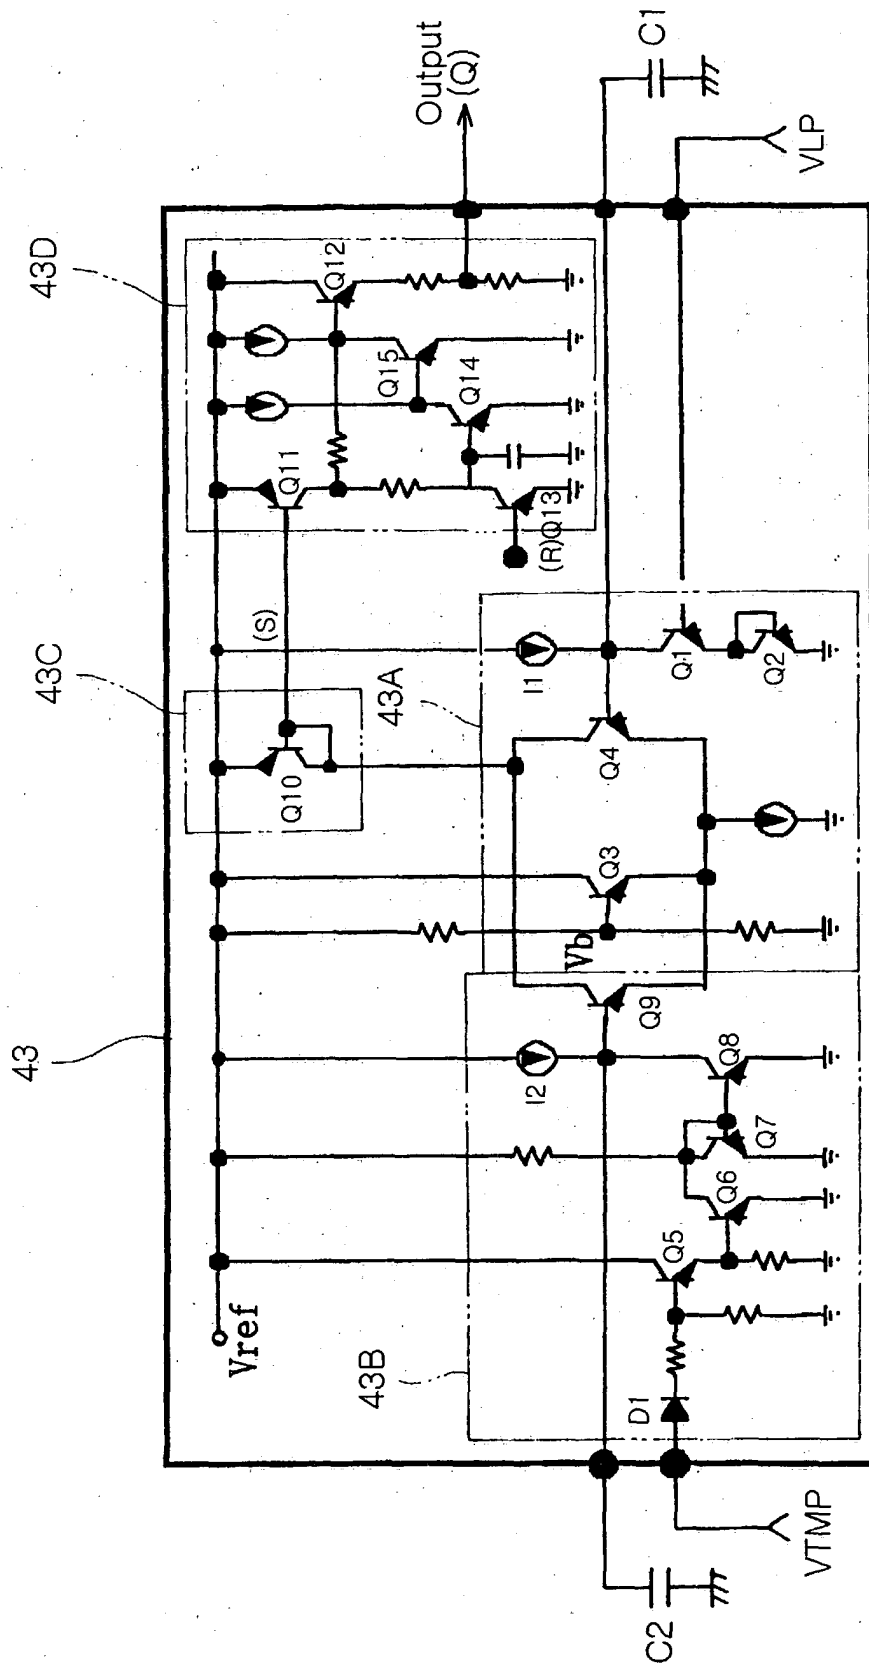 43
43C
43D
43A
43B
Vref
Output
(Q)
C1
VLP
C2
VTMP
D1
Q5
Q6
Q7
Q8
I2
Q9
Vb
Q3
Q4
Q10
(S)
I1
Q1
Q2
Q11
Q12
(R)Q13
Q14
Q15